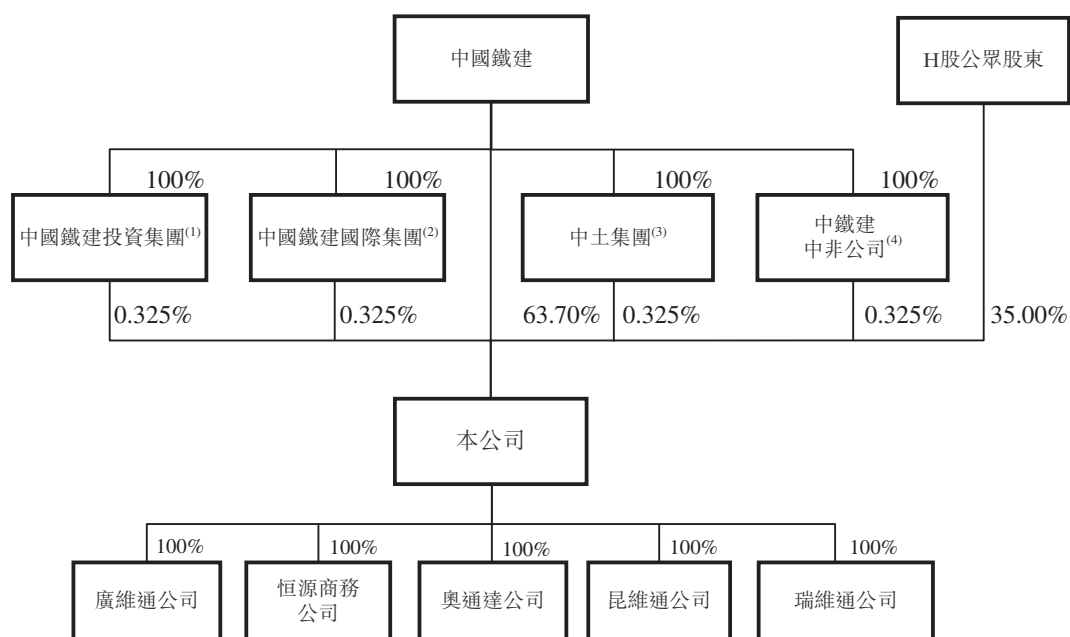 中國鐵建
H股公眾股東
100%
100%
100%
100%
中國鐵建投資集團(1)
中國鐵建國際集團(2)
中土集團(3)
中鐵建
中非公司(4)
0.325%
0.325%
63.70%
0.325%
0.325%
35.00%
本公司
100%
100%
100%
100%
100%
廣維通公司
恒源商務
公司
奧通達公司
昆維通公司
瑞維通公司